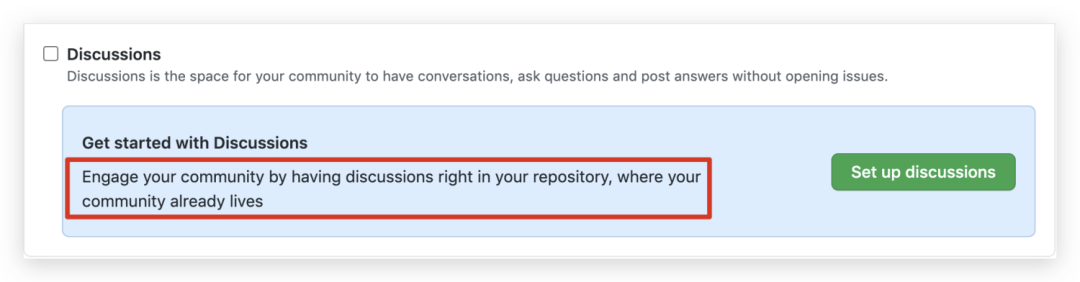 Discussions
Discussions is the space for your community to have conversations, ask questions and post answers without opening issues.
Get started with Discussions
Engage your community by having discussions right in your repository, where your
community already lives
Set up discussions